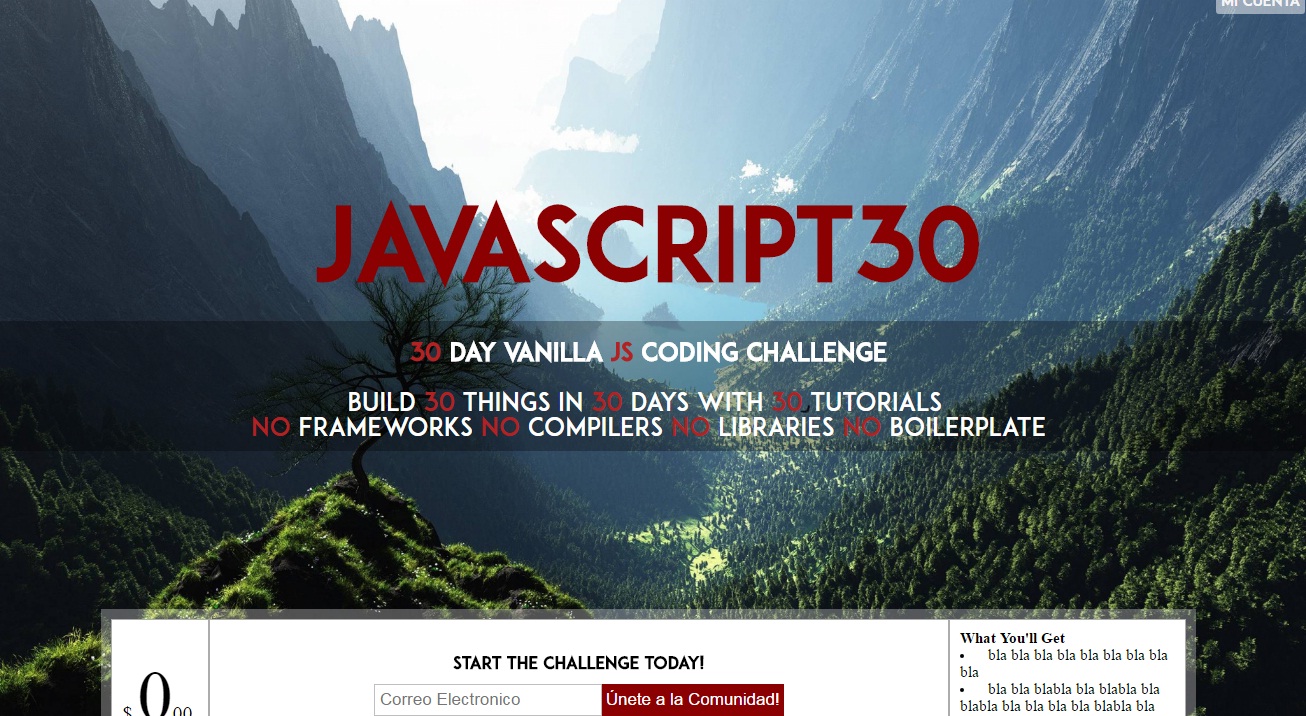 MI CUENTA
JAVASCRIPT30
30 DAY VANILLA JS CODING CHALLENGE
BUILD 30 THINGS IN 30 DAYS WITH 30 TUTORIALS
NO FRAMEWORKS NO COMPILERS NO LIBRARIES NO BOILERPLATE
$0.00
START THE CHALLENGE TODAY!
Correo Electronico Únete a la Comunidad!
What You'll Get
• bla bla bla bla bla bla bla bla
bla
• bla bla blabla bla blabla bla
blabla bla bla bla bla blabla bla